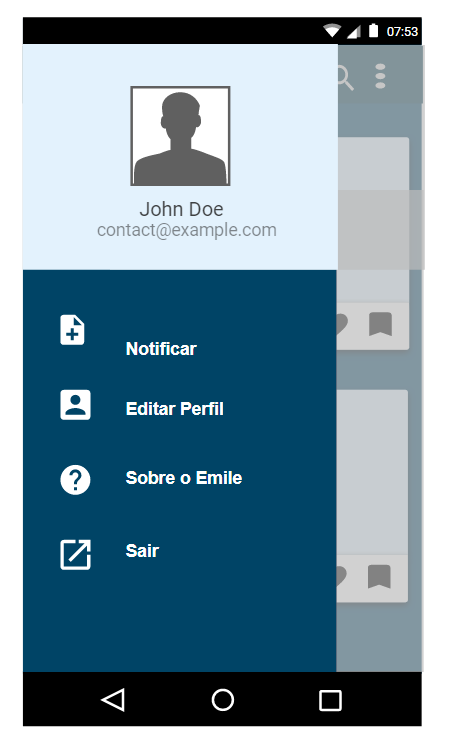 07:53
John Doe
contact@example.com
Notificar
Editar Perfil
Sobre o Emile
Sair